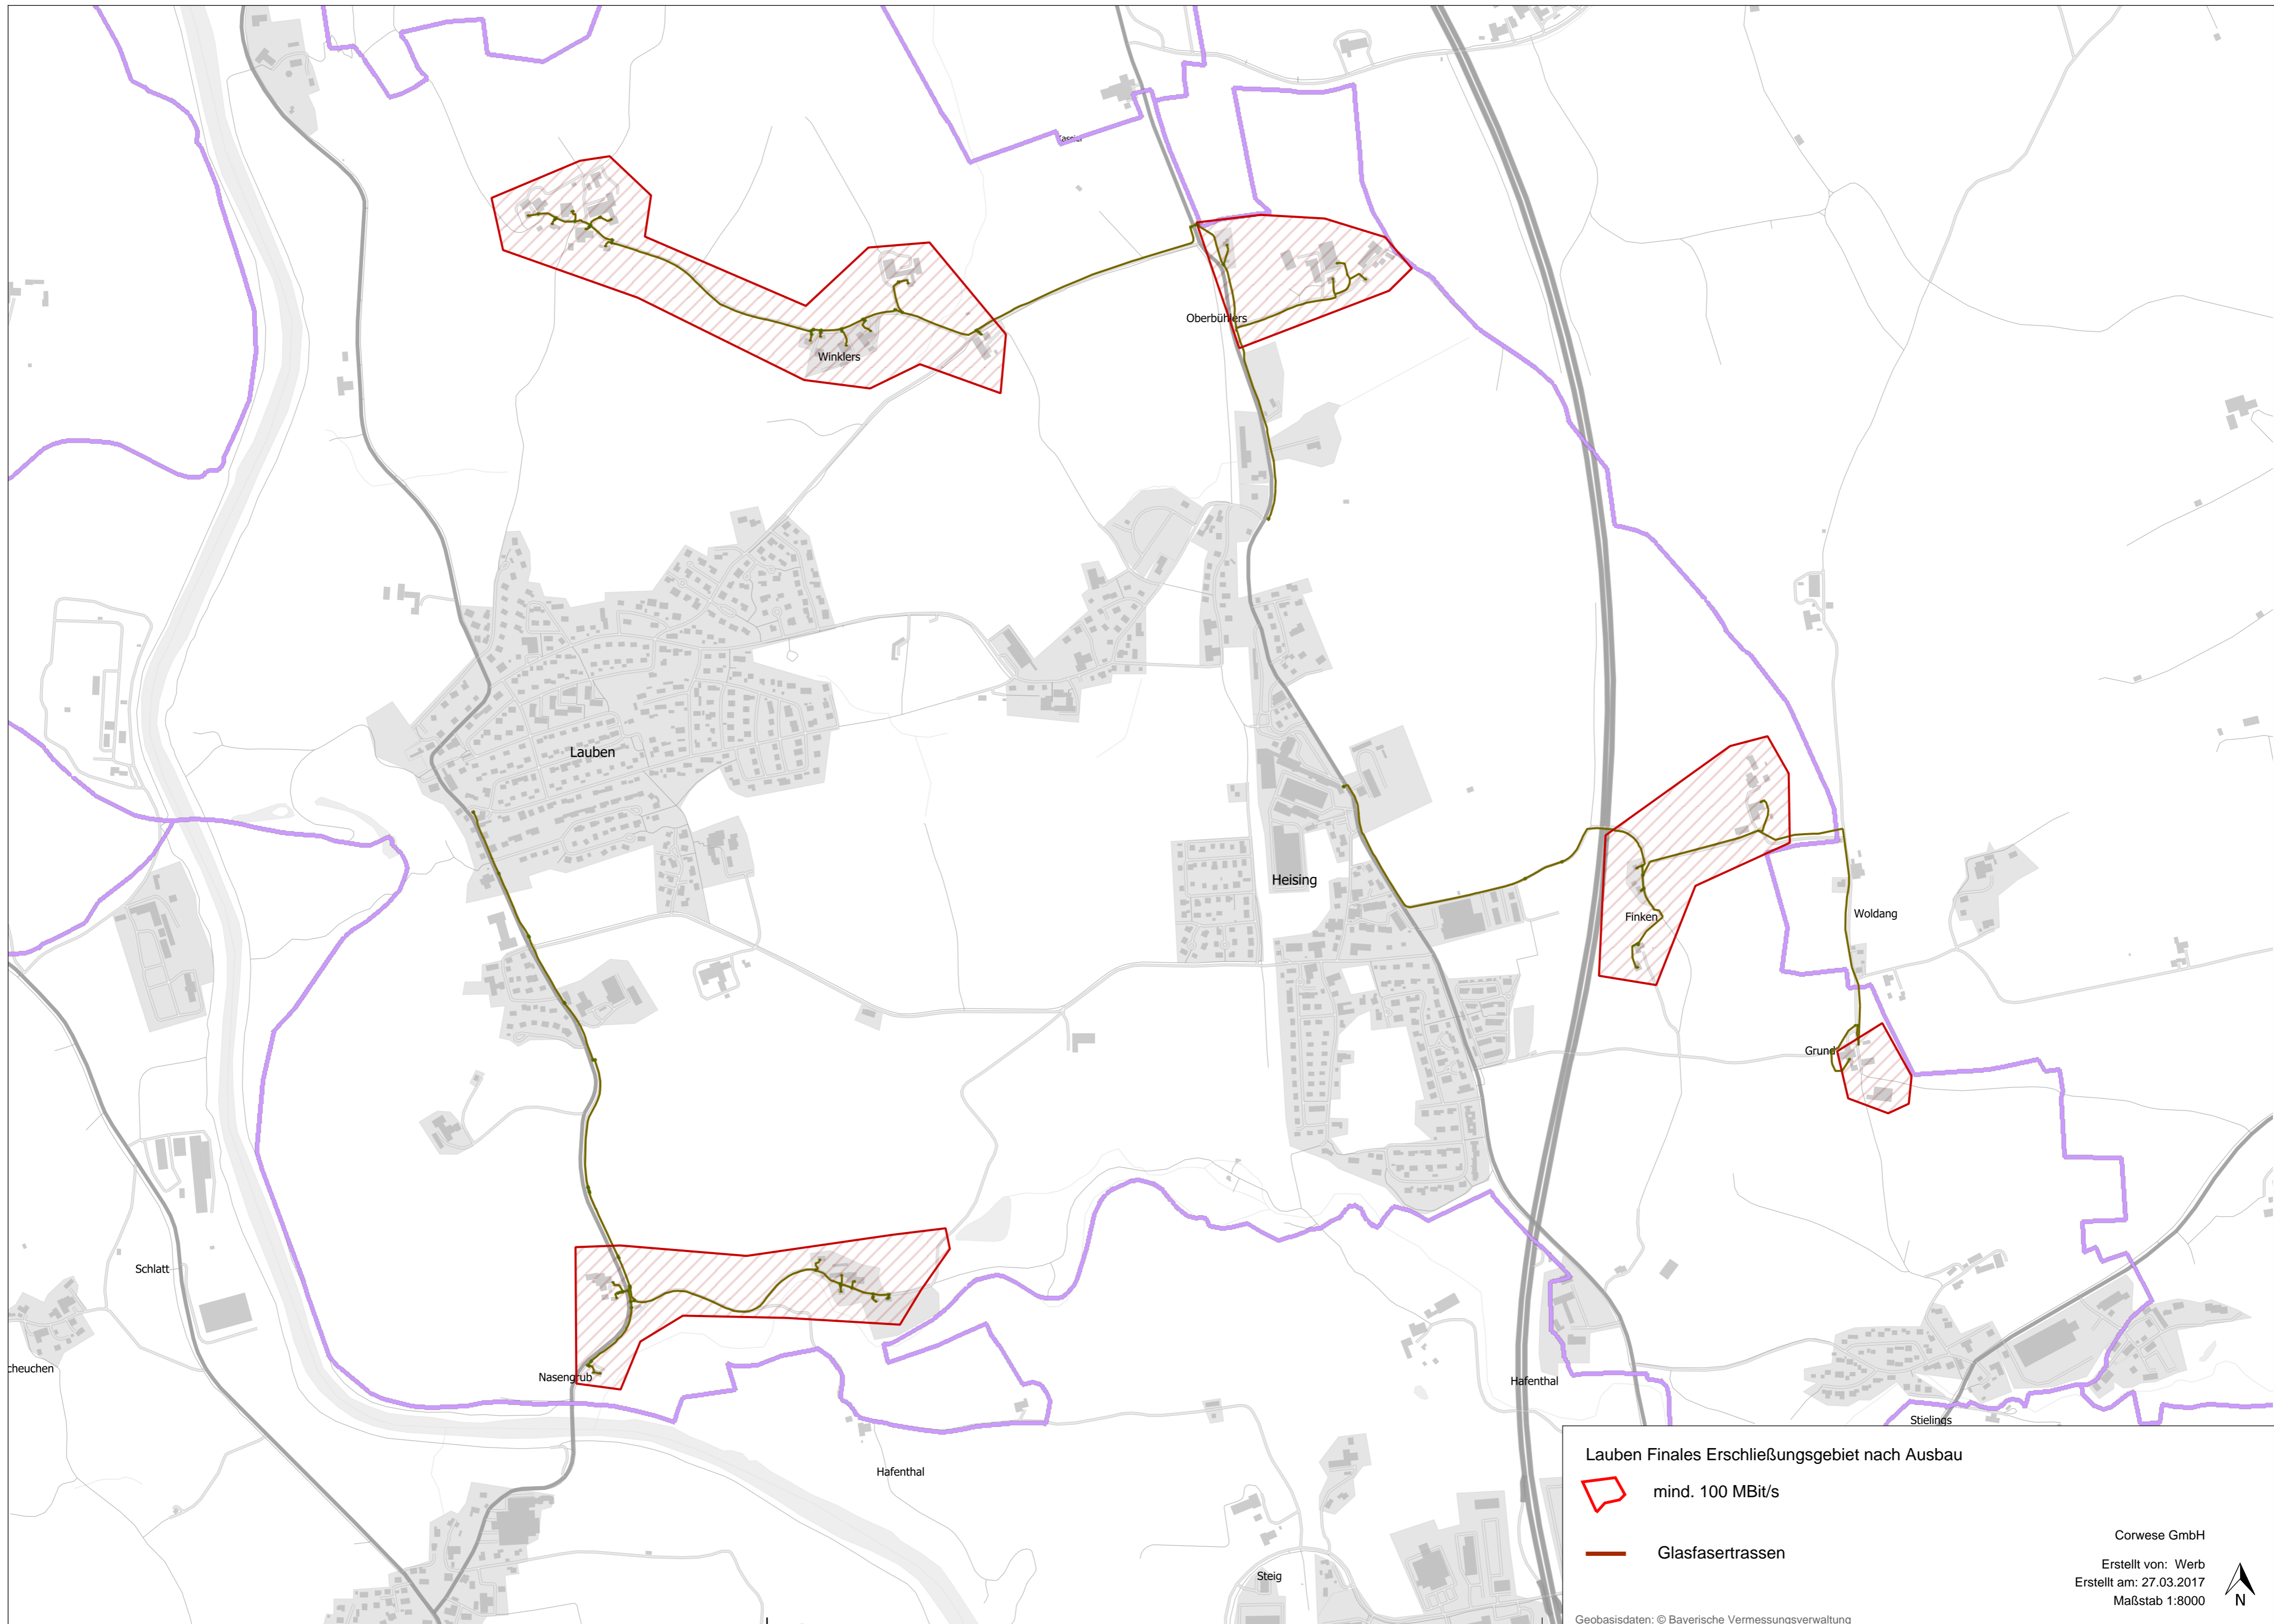 Winklers
Oberbühlers
Lauben
Heising
Finken
Woldang
Grund
Schlatt
cheuchen
Nasengrub
Hafenthal
Stielings
Hafenthal
Steig
Lauben Finales Erschließungsgebiet nach Ausbau
mind. 100 MBit/s
Glasfasertrassen
Corwese GmbH
Erstellt von: Werb
Erstellt am: 27.03.2017
Maßstab 1:8000
N
Geobasisdaten: © Bayerische Vermessungsverwaltung